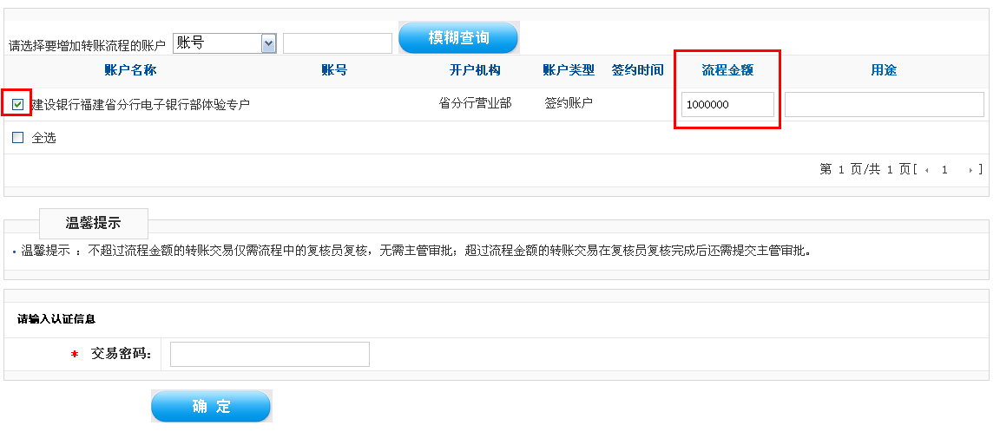 请选择要增加转账流程的账户 账号 模糊查询
账户名称 账号 开户机构 账户类型 签约时间 流程金额 用途
建设银行福建省分行电子银行部体验专户 省分行营业部 签约账户 1000000
全选
第 1 页/共 1 页[ 1 ]
温馨提示
· 温馨提示 ：不超过流程金额的转账交易仅需流程中的复核员复核，无需主管审批；超过流程金额的转账交易在复核员复核完成后还需提交主管审批。
请输入认证信息
* 交易密码：
确 定